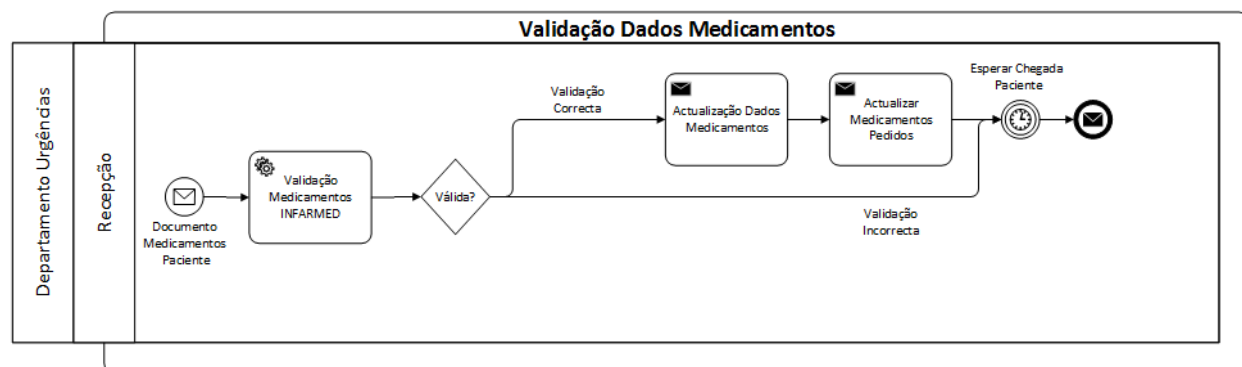 Validação Dados Medicamentos
Departamento Urgências
Recepção
Documento
Medicamentos
Paciente
Validação
Medicamentos
INFARMED
Válida?
Validação
Correcta
Actualização Dados
Medicamentos
Actualizar
Medicamentos
Pedidos
Esperar Chegada
Paciente
Validação
Incorrecta